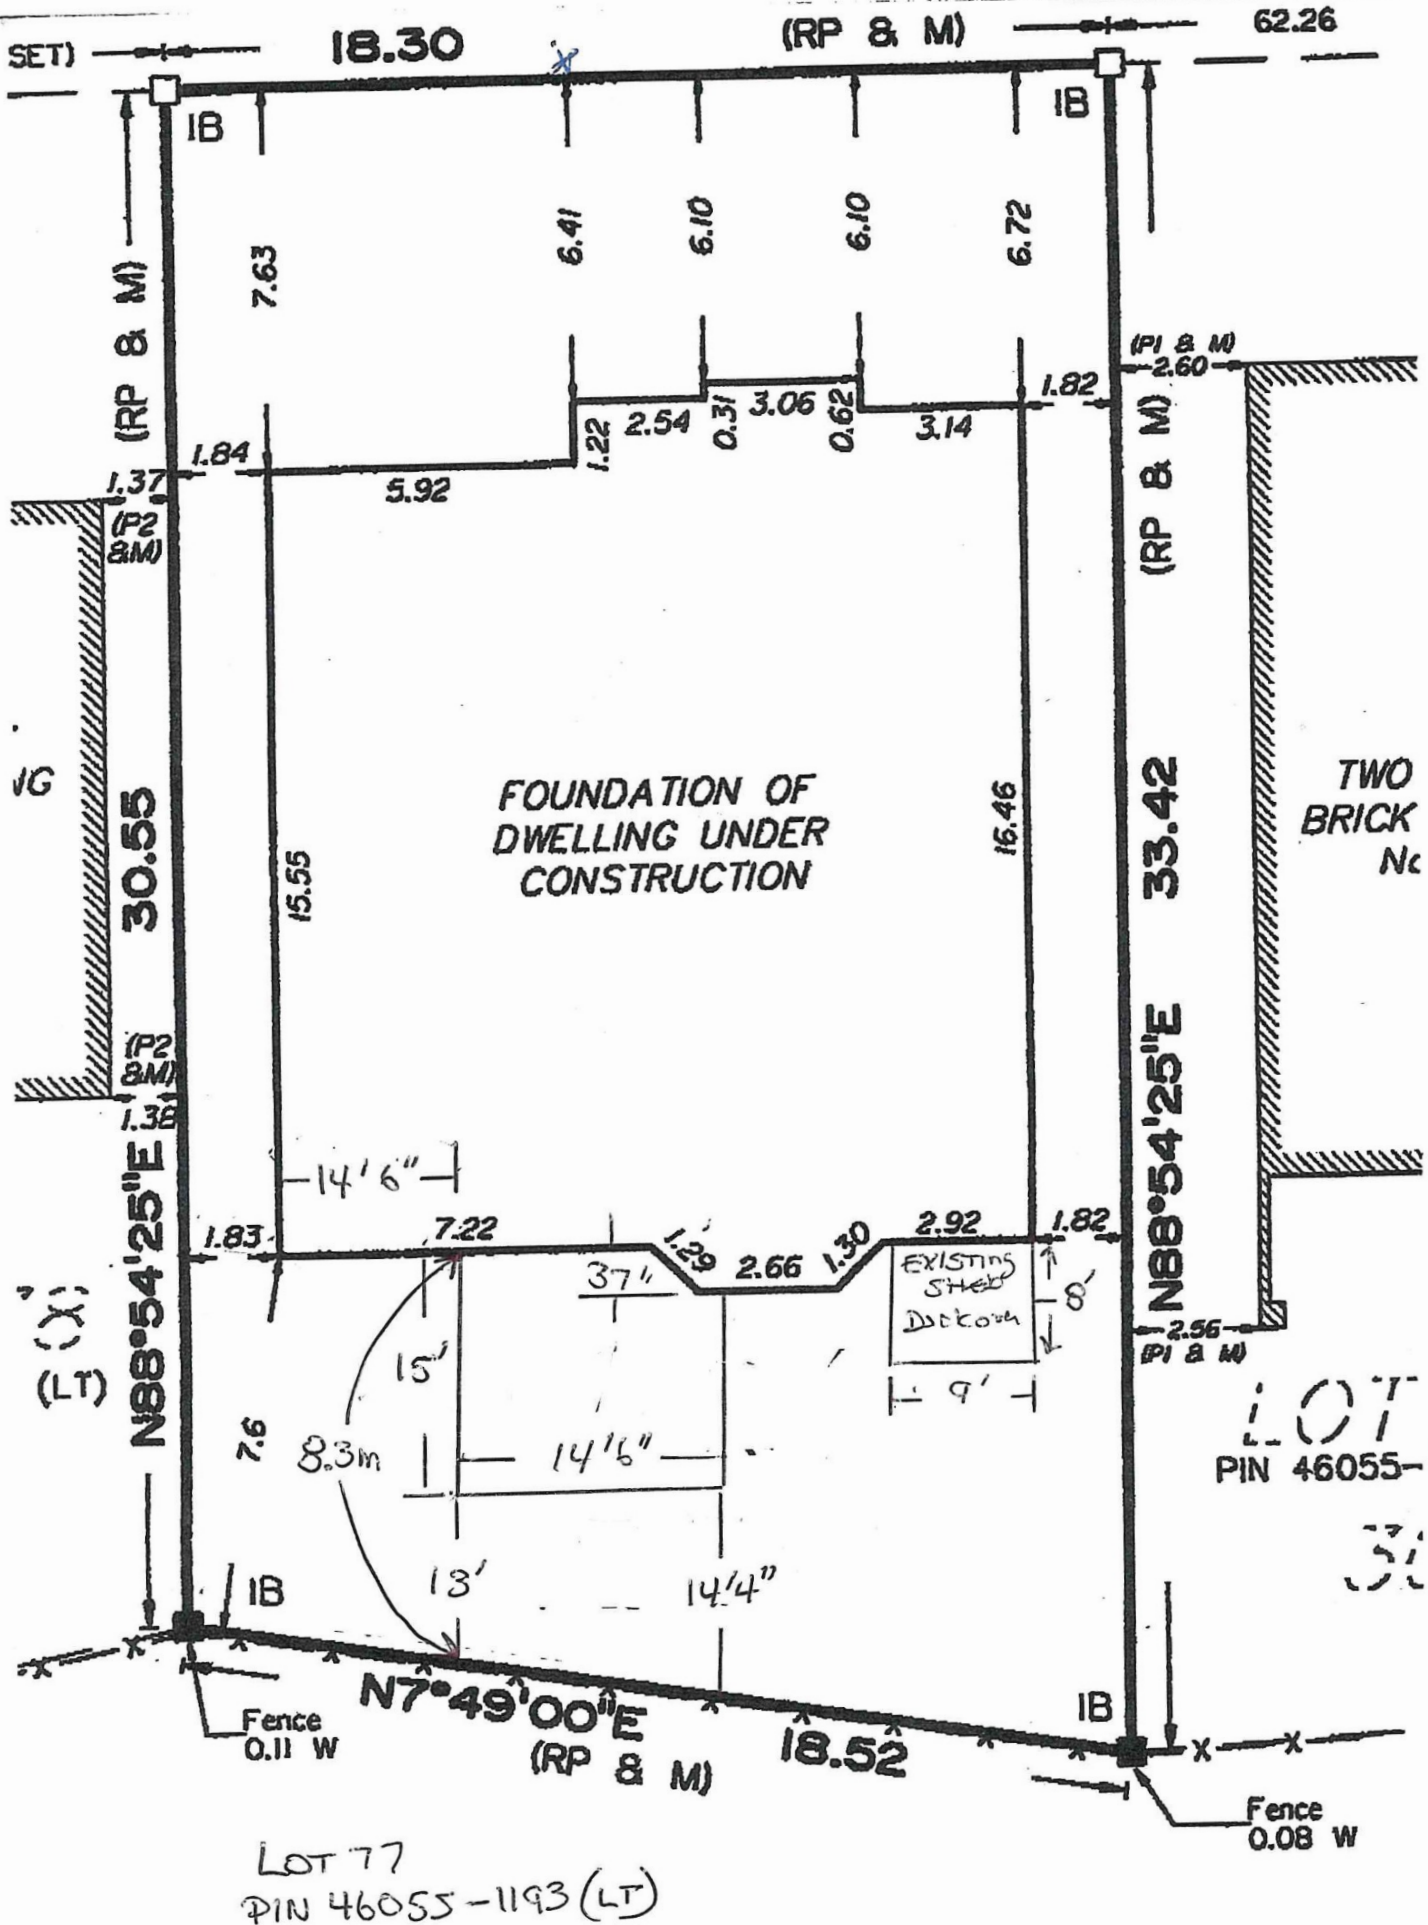 SET)
18.30
(RP & M)
62.26
IB
IB
7.63
6.41
6.10
6.10
6.72
(RP & M)
(P1 & M)
2.60
1.82
1.84
1.37
(P2
&M)
5.92
1.22
2.54
0.31
3.06
0.62
3.14
(RP & M)
FOUNDATION OF
DWELLING UNDER
CONSTRUCTION
30.55
15.55
16.46
33.42
TWO
BRICK
(P2
&M)
1.38
N88°54'25"E
N88°54'25"E
14'6"
1.83
7.22
1.29
2.66
1.30
2.92
1.82
37"
EXISTING
SHED
8'
9'
2.56
(P1 & M)
(LT)
15'
7.6
8.3m
14'6"
LOT
PIN 46055-
13'
14'4"
IB
IB
N7°49'00"E
(RP & M)
18.52
Fence
0.11 W
Fence
0.08 W
LOT 77
PIN 46055-1193 (LT)